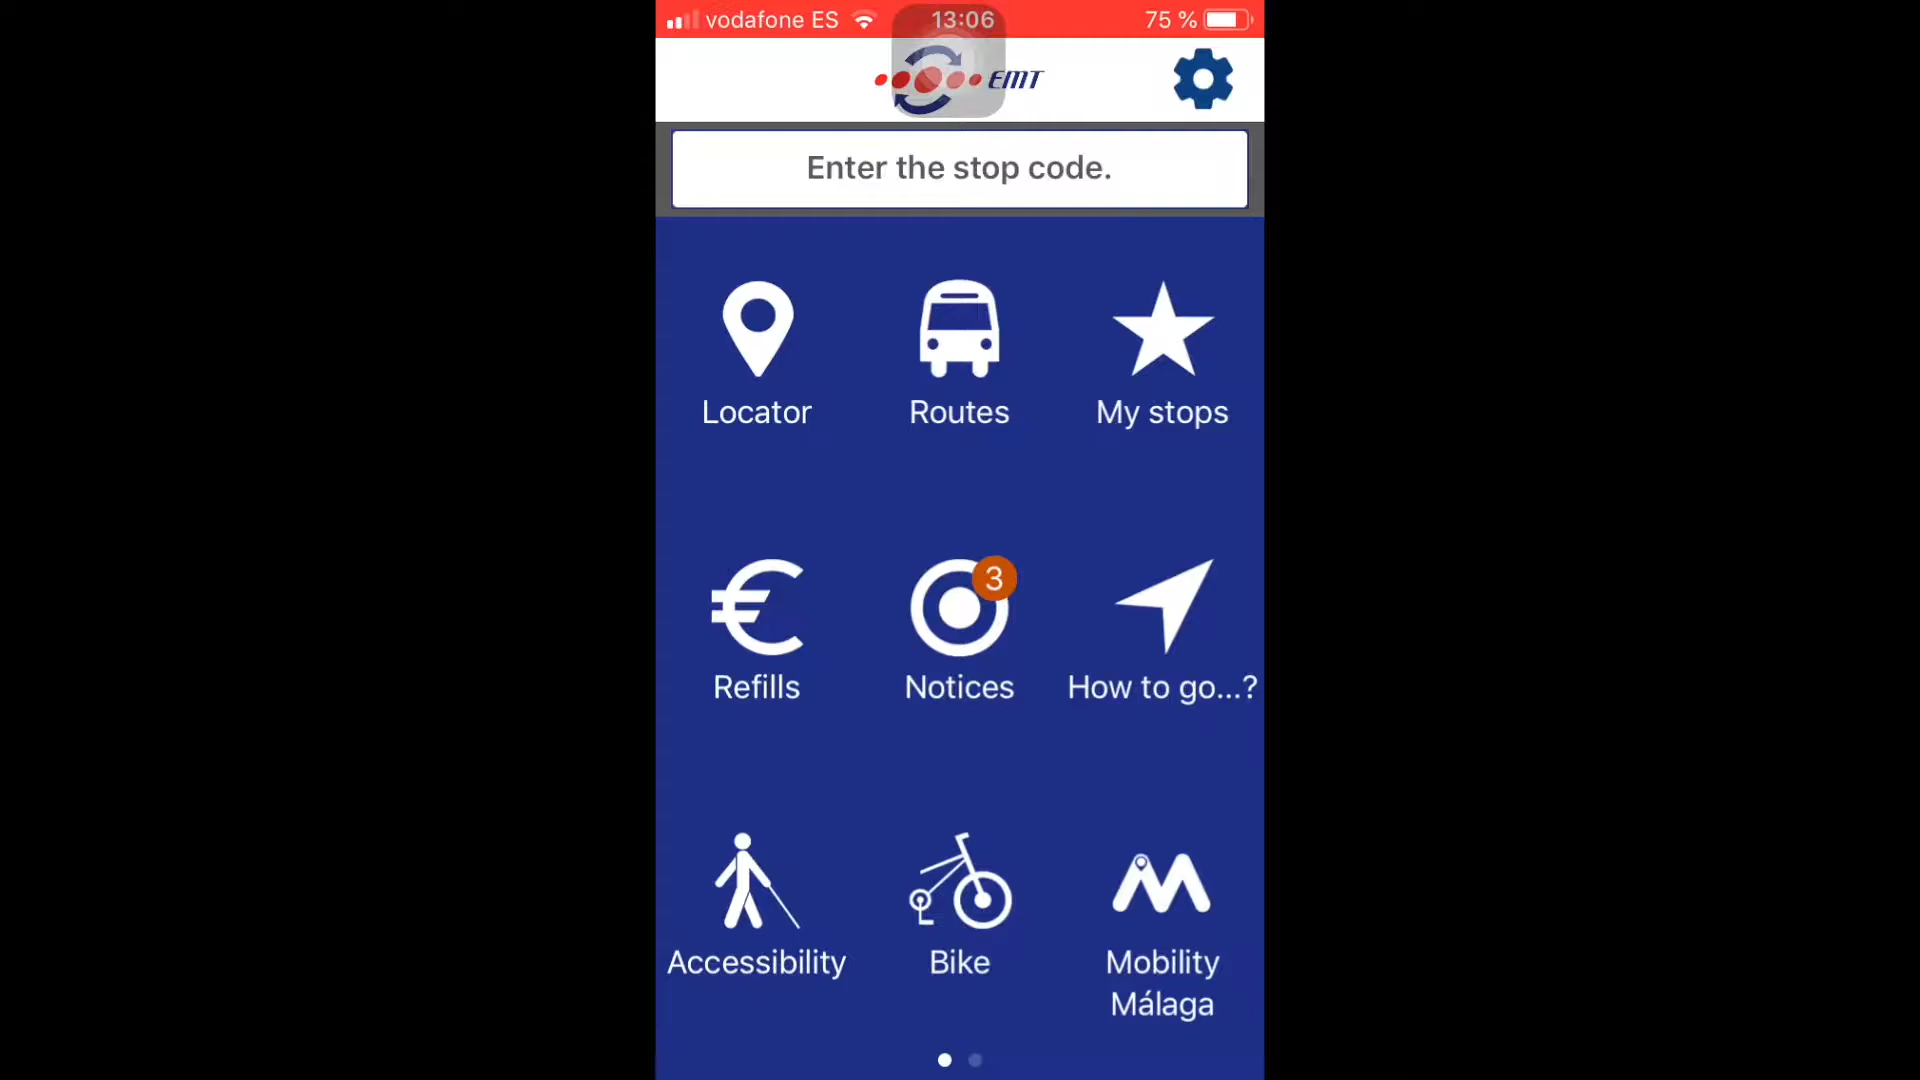 vodafone ES 13:06 75 %
EMT
Enter the stop code.
Locator Routes My stops
3
Refills Notices How to go...?
Accessibility Bike Mobility
Málaga